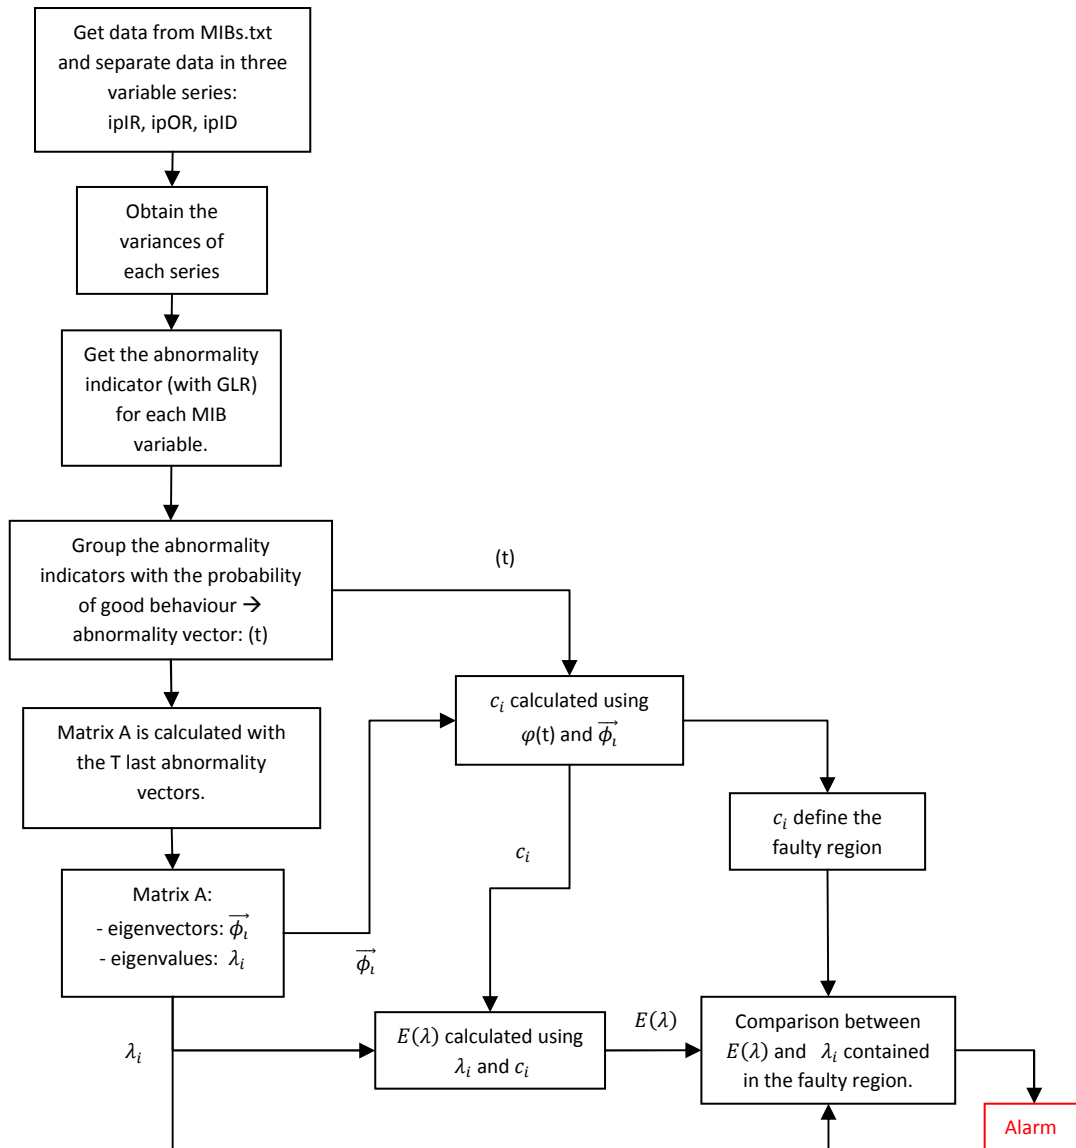 Get data from MIBs.txt
and separate data in three
variable series:
ipIR, ipOR, ipID
Obtain the
variances of
each series
Get the abnormality
indicator (with GLR)
for each MIB
variable.
Group the abnormality
indicators with the probability
of good behaviour →
abnormality vector: (t)
(t)
Matrix A is calculated with
the T last abnormality
vectors.
𝑐ᵢ calculated using
φ(t) and ϕ⃗ᵢ
𝑐ᵢ define the
faulty region
𝑐ᵢ
Matrix A:
- eigenvectors: ϕ⃗ᵢ
- eigenvalues: λᵢ
ϕ⃗ᵢ
λᵢ
E(λ) calculated using
λᵢ and 𝑐ᵢ
E(λ)
Comparison between
E(λ) and λᵢ contained
in the faulty region.
Alarm